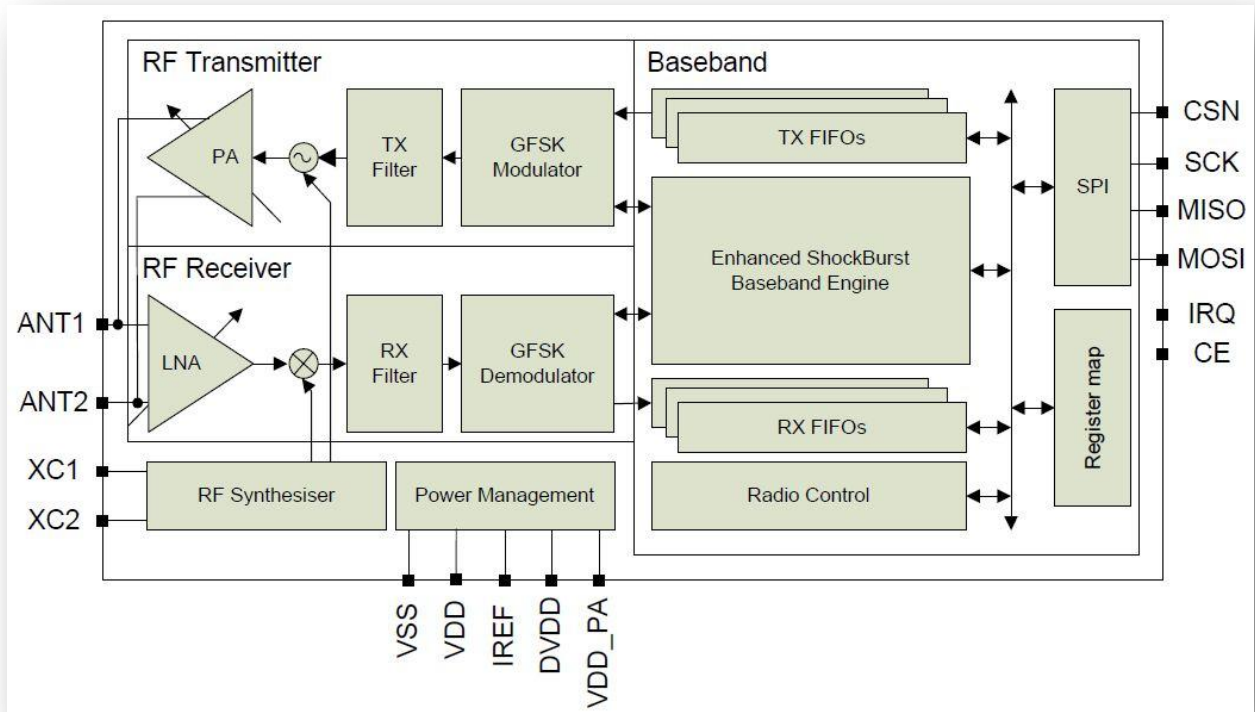 RF Transmitter
Baseband
PA
TX
Filter
GFSK
Modulator
TX FIFOs
SPI
CSN
SCK
MISO
MOSI
Enhanced ShockBurst
Baseband Engine
RF Receiver
ANT1
ANT2
LNA
RX
Filter
GFSK
Demodulator
RX FIFOs
Register map
IRQ
CE
XC1
XC2
RF Synthesiser
Power Management
Radio Control
VSS
VDD
IREF
DVDD
VDD_PA